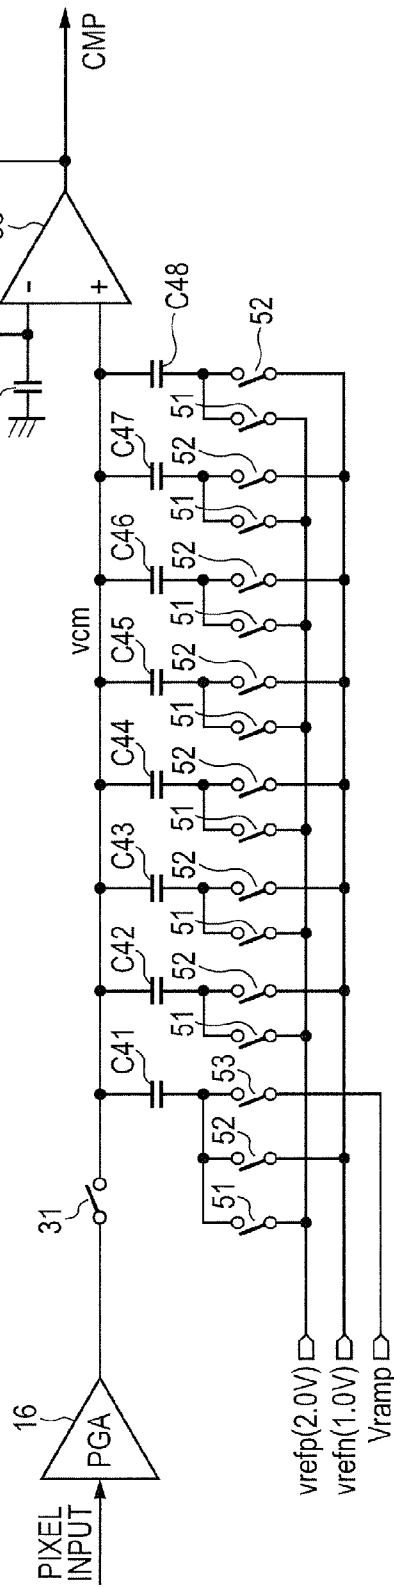 PIXEL
INPUT
16
PGA
31
vcm
C41
C42
C43
C44
C45
C46
C47
C48
51
52
53
51
52
51
52
51
52
51
52
51
52
51
52
51
52
-
+
CMP
vrefp(2.0V)
vrefn(1.0V)
Vramp